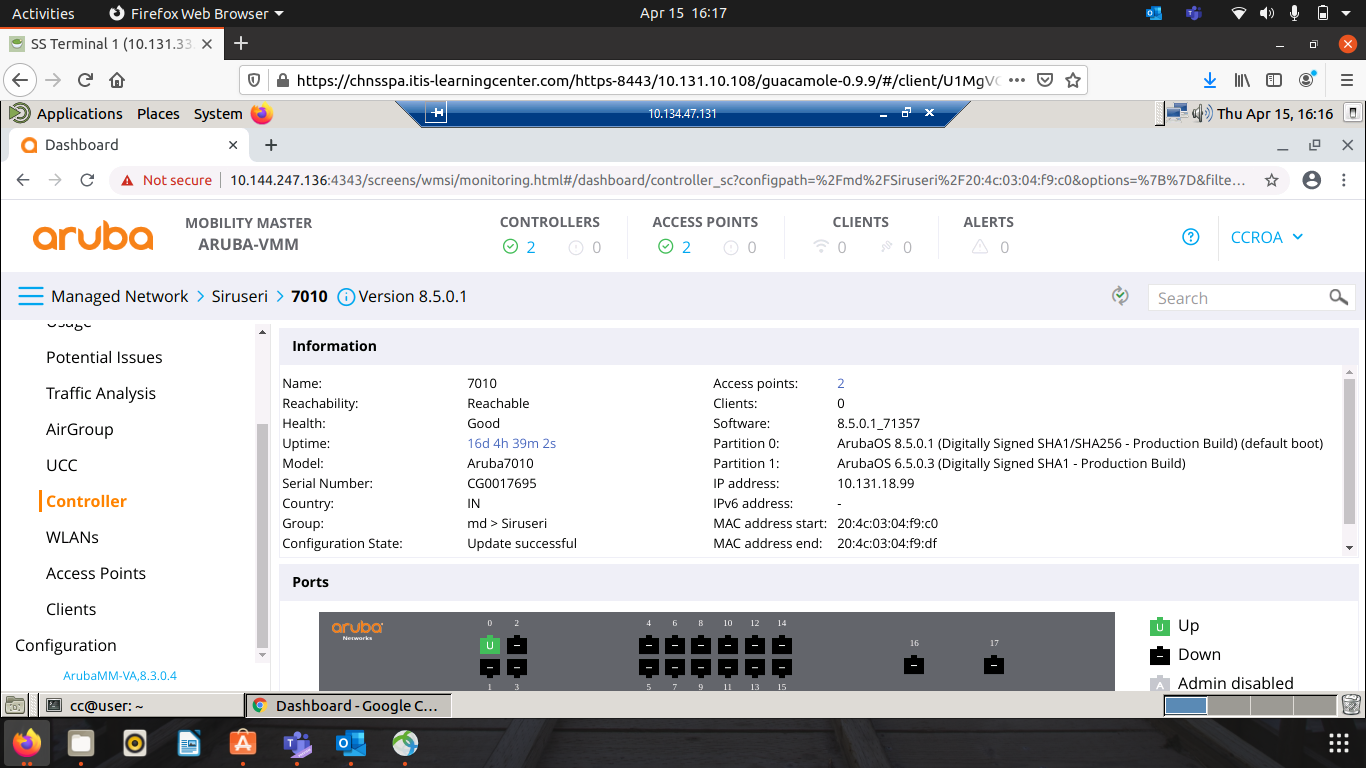 Activities
Firefox Web Browser
Apr 15 16:17
SS Terminal 1 (10.131.33
https://chnsspa.itis-learningcenter.com/https-8443/10.131.10.108/guacamole-0.9.9/#/client/U1MgVC
Applications Places System
10.134.47.131
Thu Apr 15, 16:16
Dashboard
Not secure 10.144.247.136:4343/screens/wmsi/monitoring.html#/dashboard/controller_sc?configpath=%2Fmd%2FSiruseri%2F20:4c:03:04:f9:c0&options=%7B%7D&filte...
aruba
MOBILITY MASTER
ARUBA-VMM
CONTROLLERS
2 0
ACCESS POINTS
2 0
CLIENTS
0 0
ALERTS
0
CCROA
Managed Network > Siruseri > 7010 Version 8.5.0.1
Search
Usage
Potential Issues
Traffic Analysis
AirGroup
UCC
Controller
WLANs
Access Points
Clients
Configuration
ArubaMM-VA,8.3.0.4
Information
Name: 7010 Access points: 2
Reachability: Reachable Clients: 0
Health: Good Software: 8.5.0.1_71357
Uptime: 16d 4h 39m 2s Partition 0: ArubaOS 8.5.0.1 (Digitally Signed SHA1/SHA256 - Production Build) (default boot)
Model: Aruba7010 Partition 1: ArubaOS 6.5.0.3 (Digitally Signed SHA1 - Production Build)
Serial Number: CG0017695 IP address: 10.131.18.99
Country: IN IPv6 address: -
Group: md > Siruseri MAC address start: 20:4c:03:04:f9:c0
Configuration State: Update successful MAC address end: 20:4c:03:04:f9:df
Ports
aruba
Networks
0 2 4 6 8 10 12 14
U
16 17
1 3 5 7 9 11 13 15
U Up
Down
A Admin disabled
cc@user: ~
Dashboard - Google C...